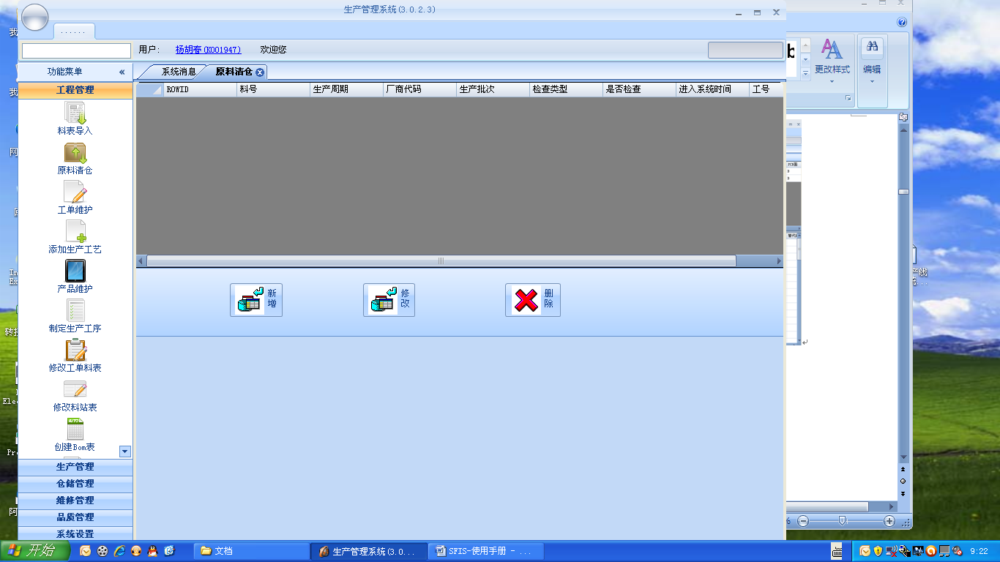 生产管理系统(3.0.2.3)
......
用户: 杨胡春(K001947) 欢迎您
更改样式
编辑
功能菜单 «
系统消息 原料清仓
工程管理
ROWID 料号 生产周期 厂商代码 生产批次 检查类型 是否检查 进入系统时间 工号
料表导入
原料清仓
工单维护
添加生产工艺
产品维护
制定生产工序
修改工单料表
修改料站表
创建Bom表
新增
修改
删除
生产管理
仓储管理
维修管理
品质管理
系统设置
开始
文档
生产管理系统(3.0...
SFIS-使用手册 - ...
9:22